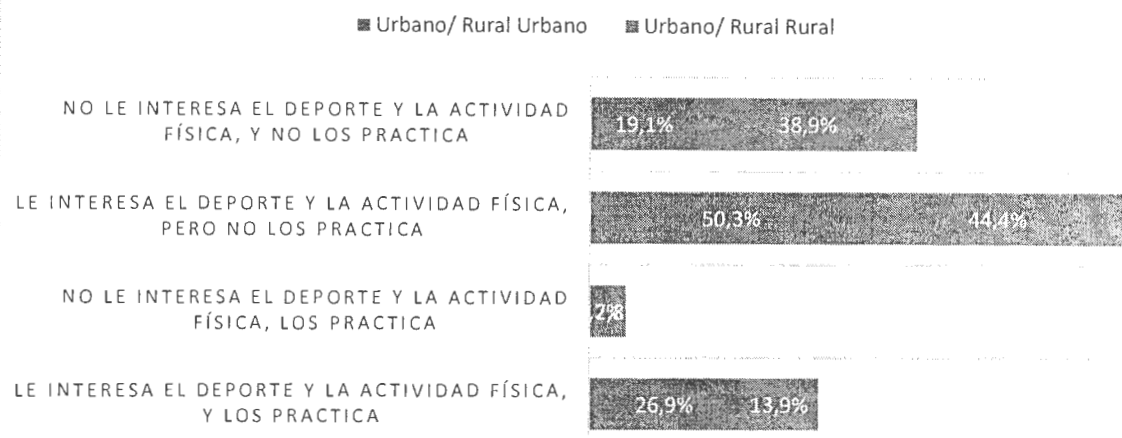 Urbano/ Rural Urbano Urbano/ Rural Rural
NO LE INTERESA EL DEPORTE Y LA ACTIVIDAD
FÍSICA, Y NO LOS PRACTICA
19,1% 38,9%
LE INTERESA EL DEPORTE Y LA ACTIVIDAD FÍSICA,
PERO NO LOS PRACTICA
50,3% 44,4%
NO LE INTERESA EL DEPORTE Y LA ACTIVIDAD
FÍSICA, LOS PRACTICA
LE INTERESA EL DEPORTE Y LA ACTIVIDAD FÍSICA,
Y LOS PRACTICA
26,9% 13,9%